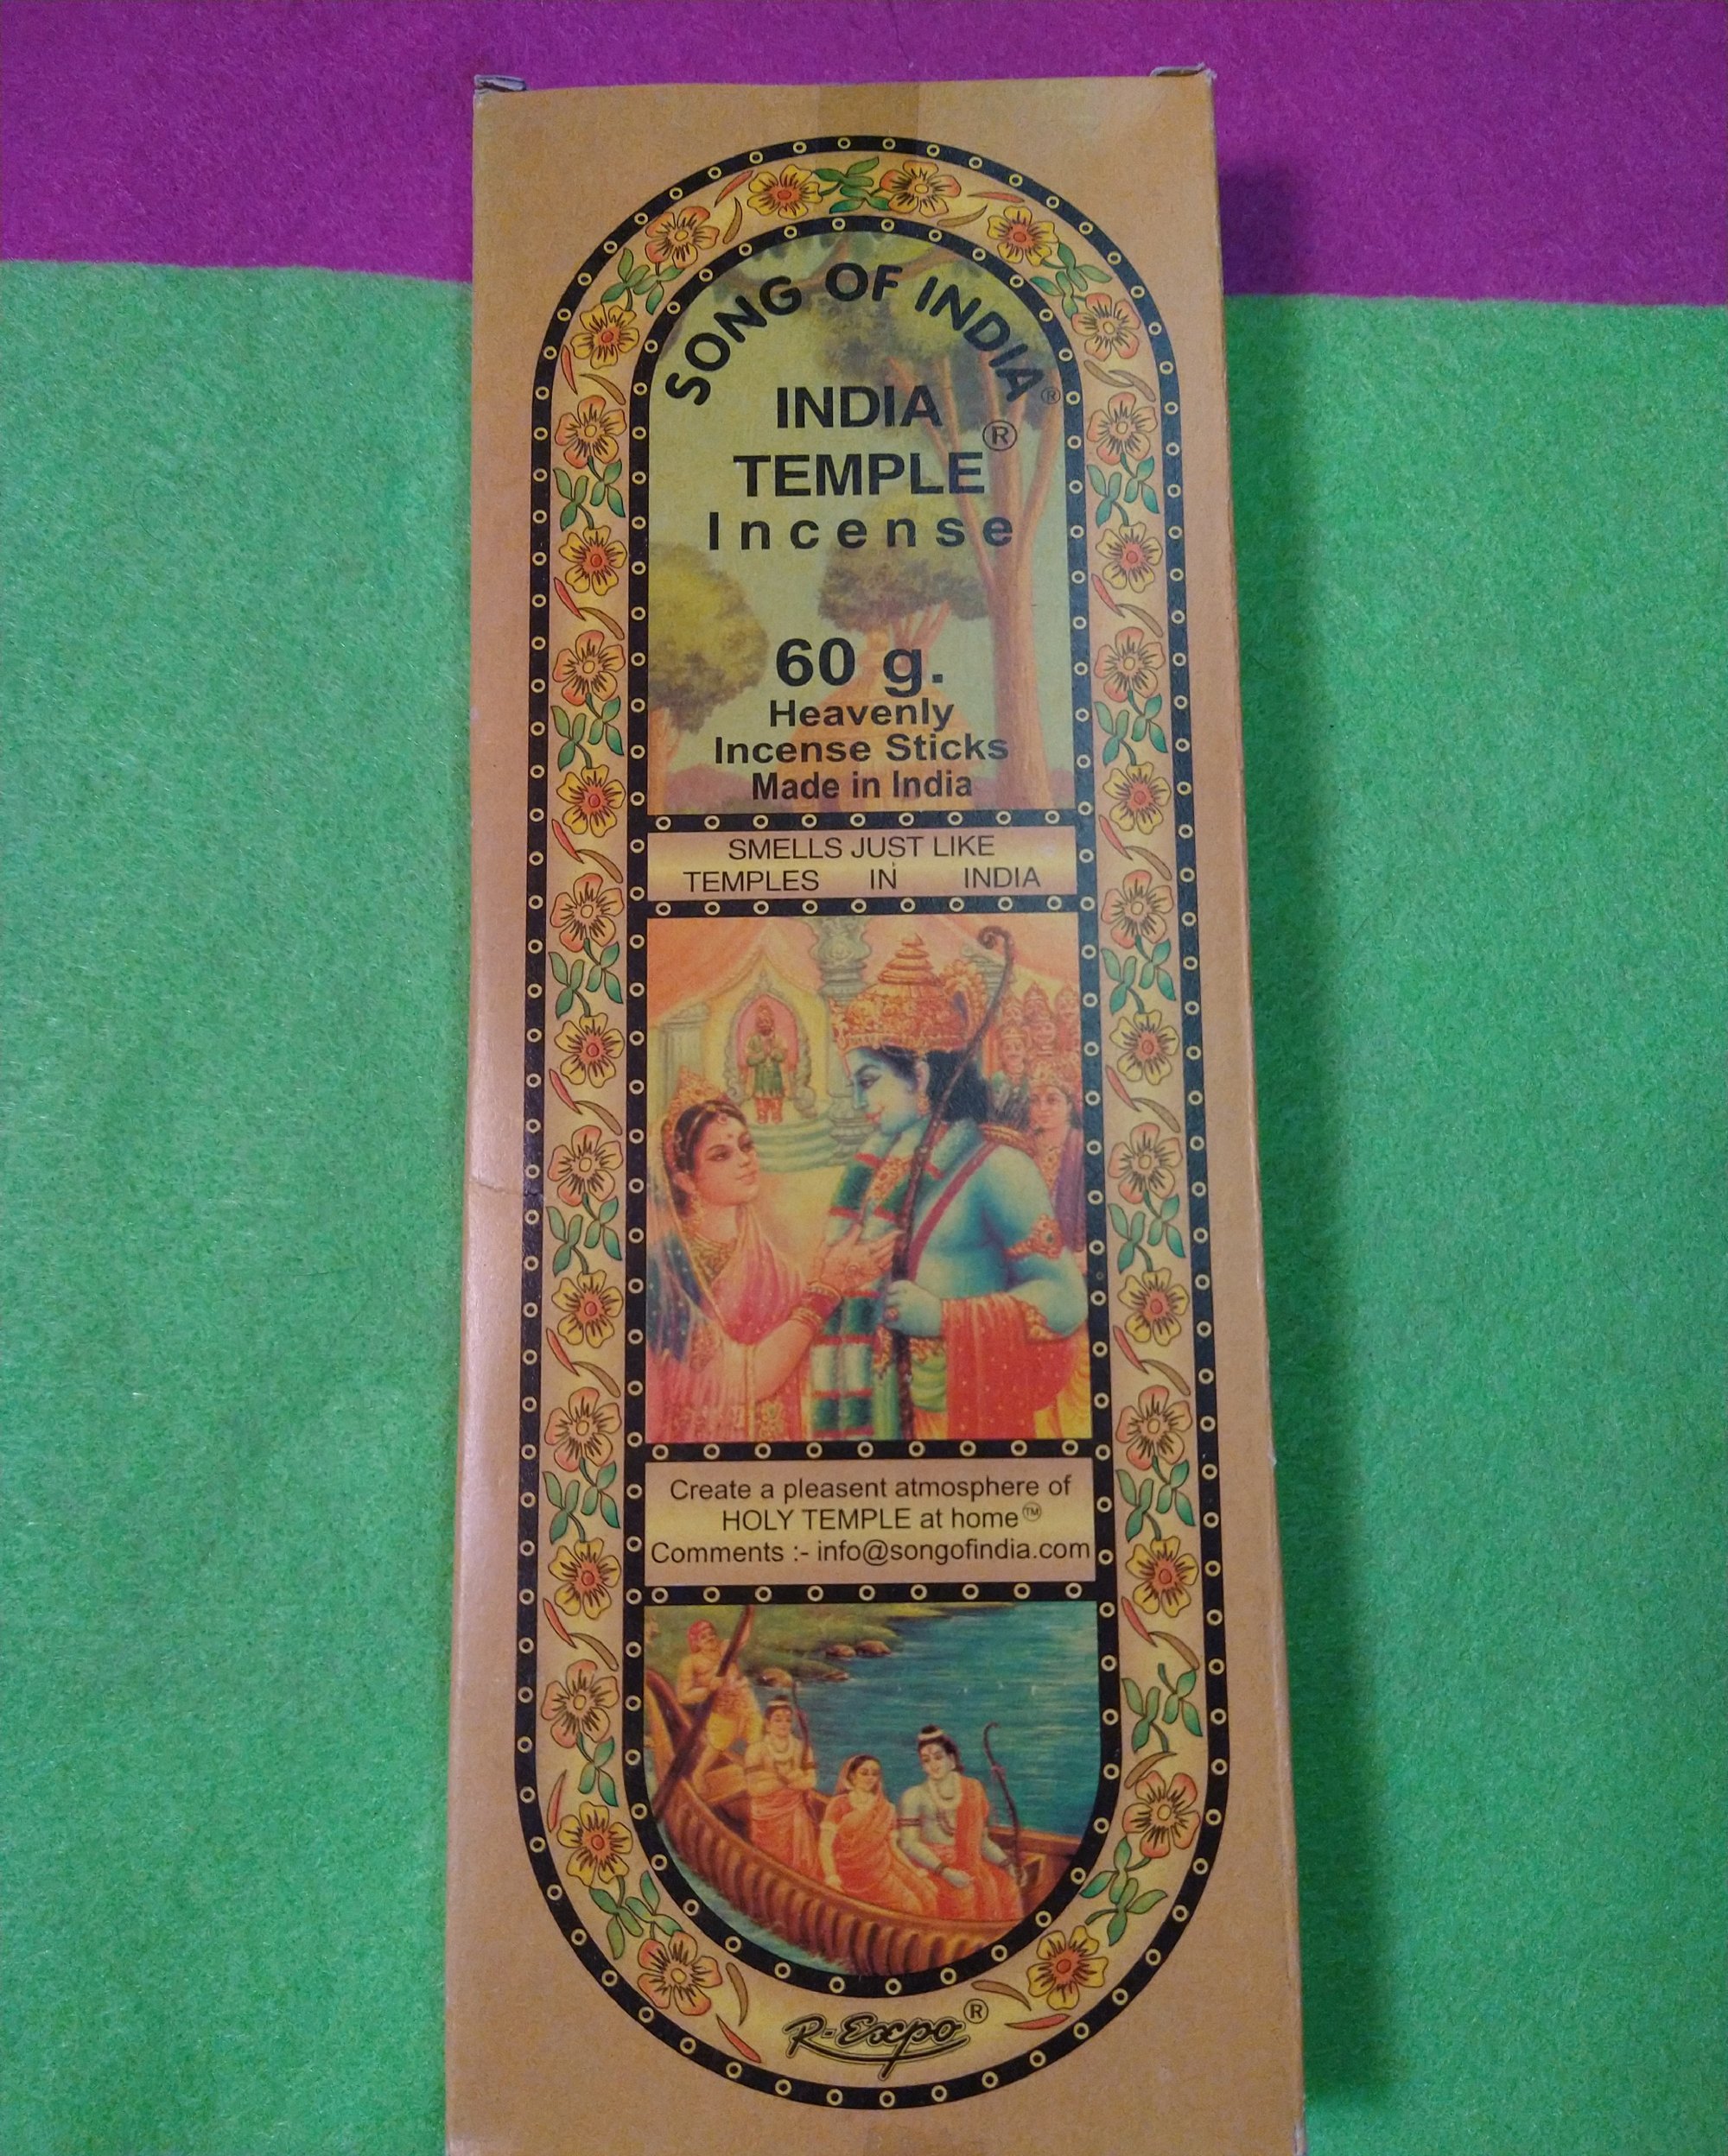 SONG OF INDIA®
INDIA
TEMPLE®
Incense
60 g.
Heavenly
Incense Sticks
Made in India
SMELLS JUST LIKE
TEMPLES IN INDIA
Create a pleasent atmosphere of
HOLY TEMPLE at home™
Comments :- info@songofindia.com
R-Expo®